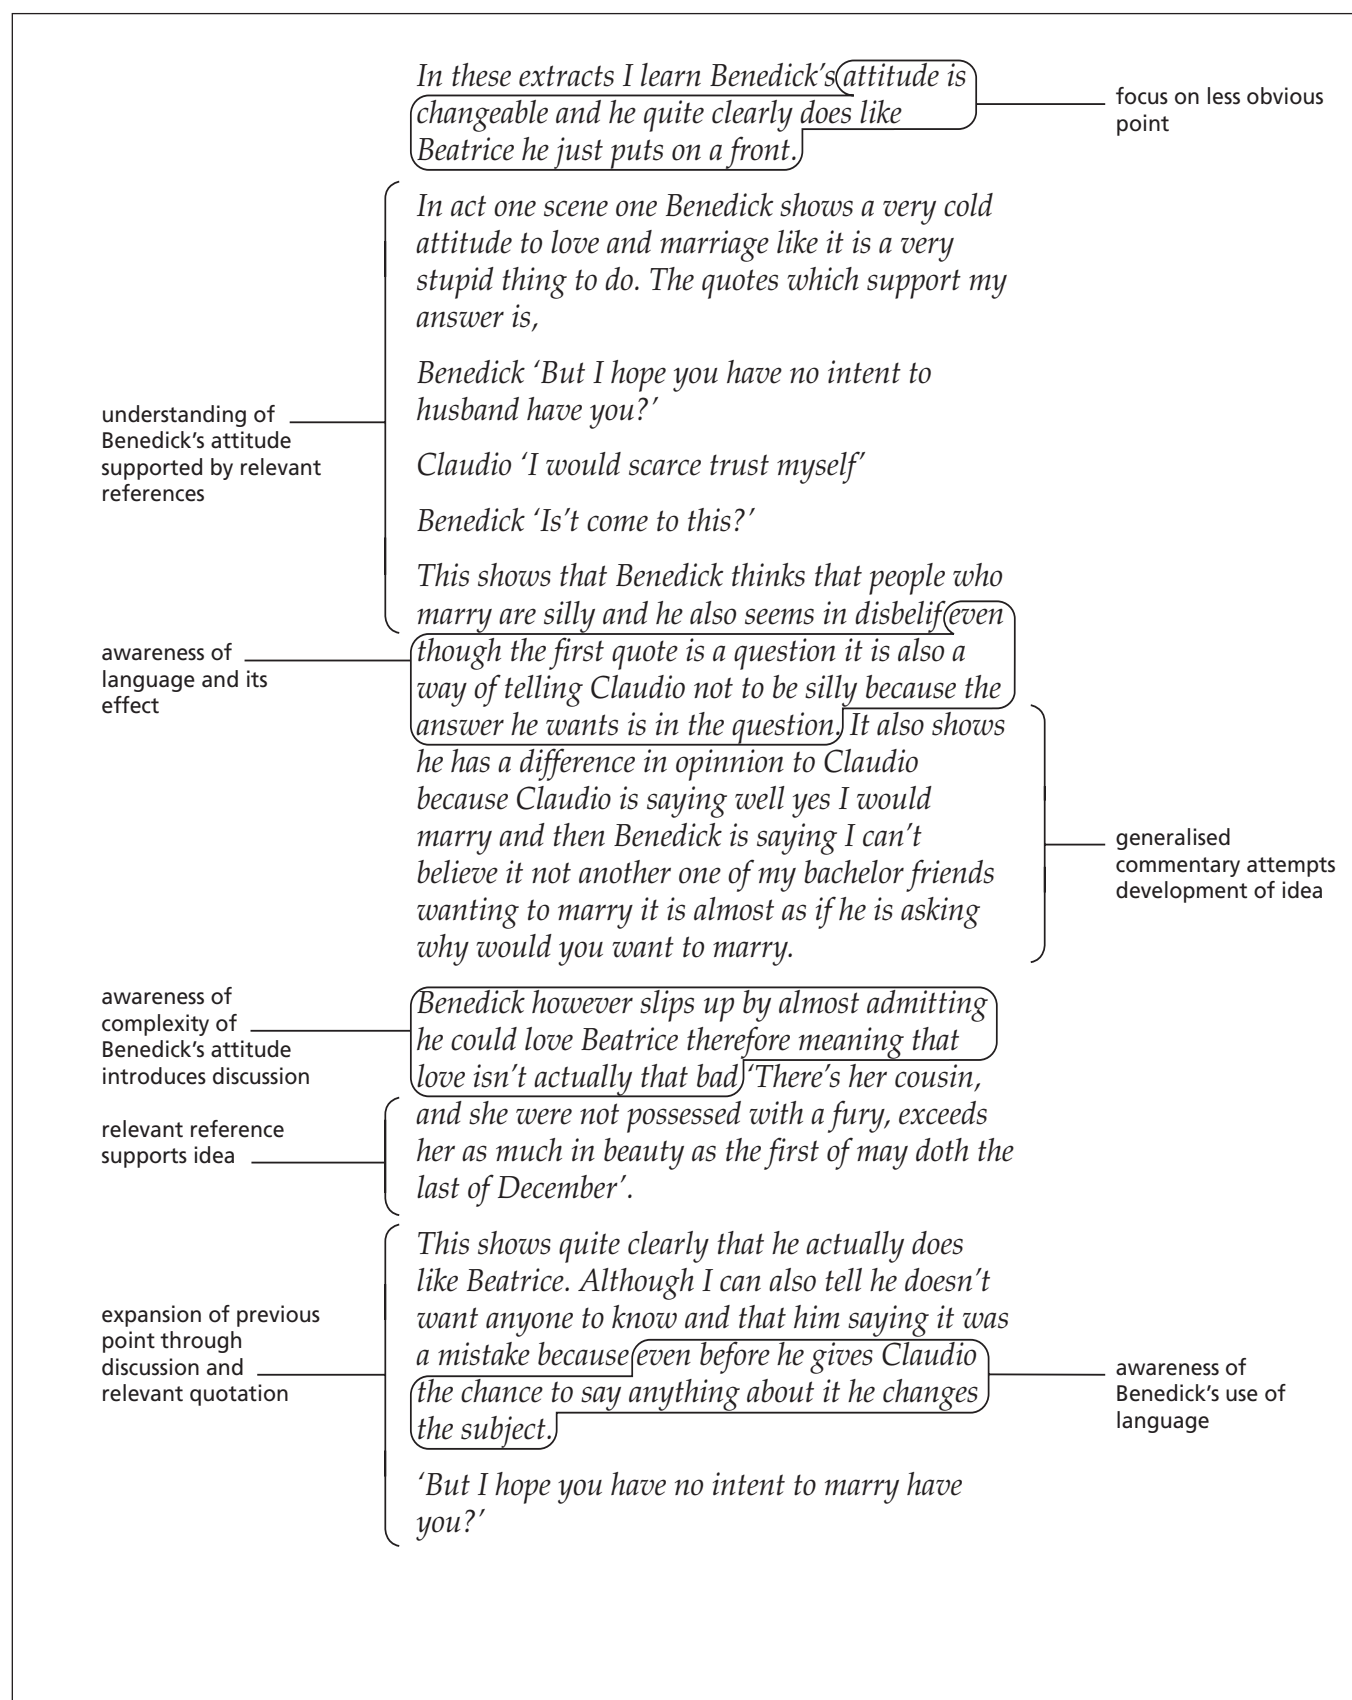 In these extracts I learn Benedick's attitude is
changeable and he quite clearly does like
Beatrice he just puts on a front.
focus on less obvious
point
In act one scene one Benedick shows a very cold
attitude to love and marriage like it is a very
stupid thing to do. The quotes which support my
answer is,
Benedick ‘But I hope you have no intent to
husband have you?’
Claudio ‘I would scarce trust myself’
Benedick ‘Is’t come to this?’
understanding of
Benedick’s attitude
supported by relevant
references
This shows that Benedick thinks that people who
marry are silly and he also seems in disbelif even
though the first quote is a question it is also a
way of telling Claudio not to be silly because the
answer he wants is in the question. It also shows
he has a difference in opinnion to Claudio
because Claudio is saying well yes I would
marry and then Benedick is saying I can’t
believe it not another one of my bachelor friends
wanting to marry it is almost as if he is asking
why would you want to marry.
awareness of
language and its
effect
generalised
commentary attempts
development of idea
Benedick however slips up by almost admitting
he could love Beatrice therefore meaning that
love isn’t actually that bad ‘There’s her cousin,
and she were not possessed with a fury, exceeds
her as much in beauty as the first of may doth the
last of December’.
awareness of
complexity of
Benedick’s attitude
introduces discussion
relevant reference
supports idea
This shows quite clearly that he actually does
like Beatrice. Although I can also tell he doesn’t
want anyone to know and that him saying it was
a mistake because even before he gives Claudio
the chance to say anything about it he changes
the subject.
‘But I hope you have no intent to marry have
you?’
expansion of previous
point through
discussion and
relevant quotation
awareness of
Benedick’s use of
language